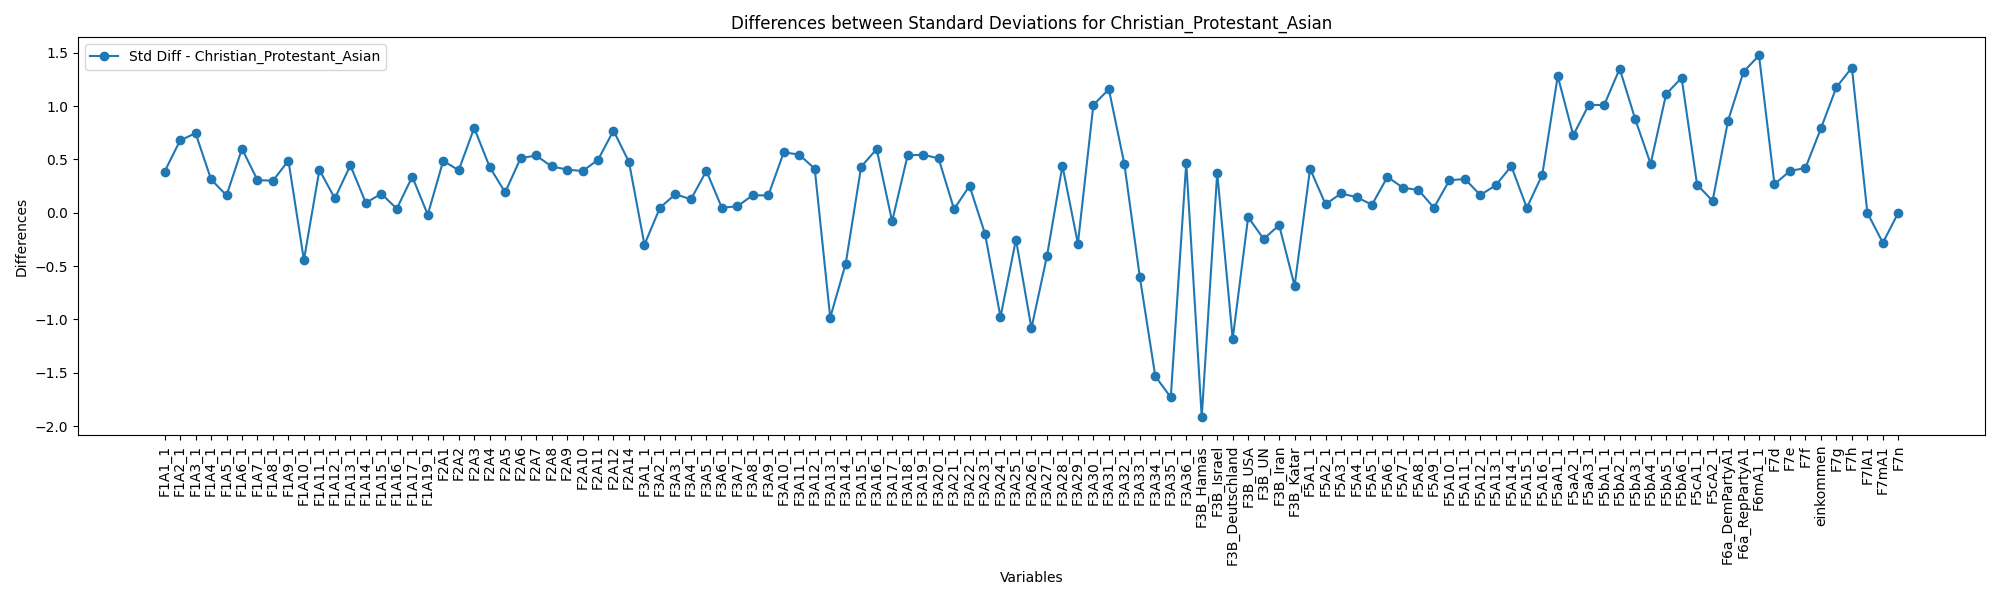 Differences between Standard Deviations for Christian_Protestant_Asian
Std Diff - Christian_Protestant_Asian
Differences
1.5
1.0
0.5
0.0
−0.5
−1.0
−1.5
−2.0
F1A1_1
F1A2_1
F1A3_1
F1A4_1
F1A5_1
F1A6_1
F1A7_1
F1A8_1
F1A9_1
F1A10_1
F1A11_1
F1A12_1
F1A13_1
F1A14_1
F1A15_1
F1A16_1
F1A17_1
F1A19_1
F2A1
F2A2
F2A3
F2A4
F2A5
F2A6
F2A7
F2A8
F2A9
F2A10
F2A11
F2A12
F2A14
F3A1_1
F3A2_1
F3A3_1
F3A4_1
F3A5_1
F3A6_1
F3A7_1
F3A8_1
F3A9_1
F3A10_1
F3A11_1
F3A12_1
F3A13_1
F3A14_1
F3A15_1
F3A16_1
F3A17_1
F3A18_1
F3A19_1
F3A20_1
F3A21_1
F3A22_1
F3A23_1
F3A24_1
F3A25_1
F3A26_1
F3A27_1
F3A28_1
F3A29_1
F3A30_1
F3A31_1
F3A32_1
F3A33_1
F3A34_1
F3A35_1
F3A36_1
F3B_Hamas
F3B_Israel
F3B_Deutschland
F3B_USA
F3B_UN
F3B_Iran
F3B_Katar
F5A1_1
F5A2_1
F5A3_1
F5A4_1
F5A5_1
F5A6_1
F5A7_1
F5A8_1
F5A9_1
F5A10_1
F5A11_1
F5A12_1
F5A13_1
F5A14_1
F5A15_1
F5A16_1
F5aA1_1
F5aA2_1
F5aA3_1
F5bA1_1
F5bA2_1
F5bA3_1
F5bA4_1
F5bA5_1
F5bA6_1
F5cA1_1
F5cA2_1
F6a_DemPartyA1
F6a_RepPartyA1
F6mA1_1
F7d
F7e
F7f
einkommen
F7g
F7h
F7lA1
F7mA1
F7n
Variables